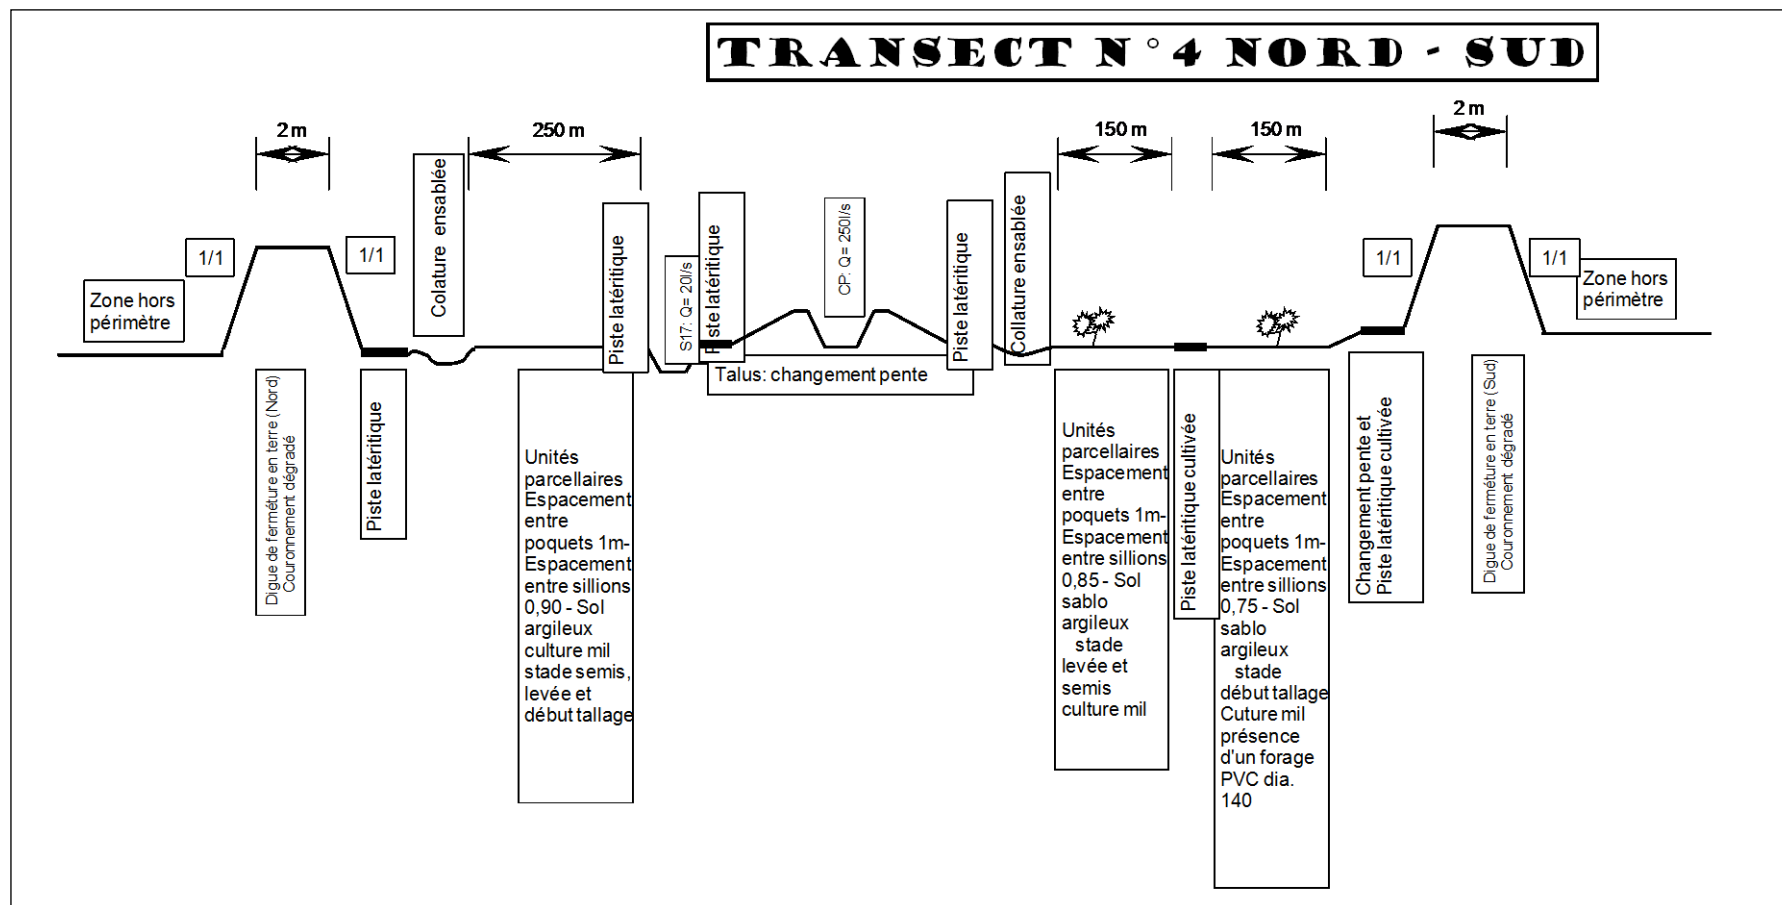 TRANSECT N°4 NORD - SUD
2 m
250 m
150 m
150 m
2 m
Zone hors
périmètre
1/1
1/1
Colature ensablée
Piste latéritique
S17: Q= 20l/s
Piste latéritique
CP: Q= 250l/s
Piste latéritique
Collature ensablée
1/1
1/1
Zone hors
périmètre
Talus: changement pente
Digue de ferméture en terre (Nord)
Couronnement dégradé
Piste latéritique
Unités
parcellaires
Espacement
entre
poquets 1m-
Espacement
entre sillions
0,90 - Sol
argileux
culture mil
stade semis,
levée et
début tallage
Unités
parcellaires
Espacement
entre
poquets 1m-
Espacement
entre sillions
0,85 - Sol
sablo
argileux
stade
levée et
semis
culture mil
Piste latéritique cultivée
Unités
parcellaires
Espacement
entre
poquets 1m-
Espacement
entre sillions
0,75 - Sol
sablo
argileux
stade
début tallage
Cuture mil
présence
d'un forage
PVC dia.
140
Changement pente et
Piste latéritique cultivée
Digue de ferméture en terre (Sud)
Couronnement dégradé